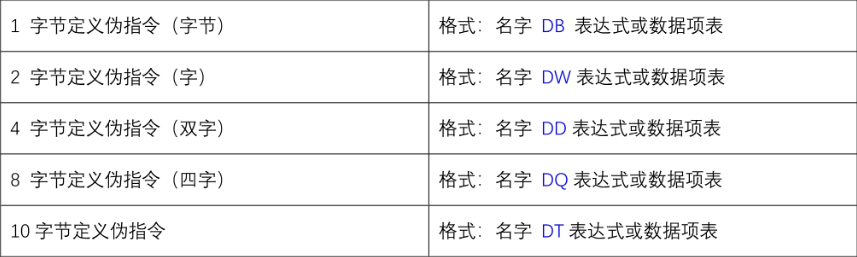 1 字节定义伪指令（字节）
格式：名字 DB 表达式或数据项表
2 字节定义伪指令（字）
格式：名字 DW 表达式或数据项表
4 字节定义伪指令（双字）
格式：名字 DD 表达式或数据项表
8 字节定义伪指令（四字）
格式：名字 DQ 表达式或数据项表
10 字节定义伪指令
格式：名字 DT 表达式或数据项表